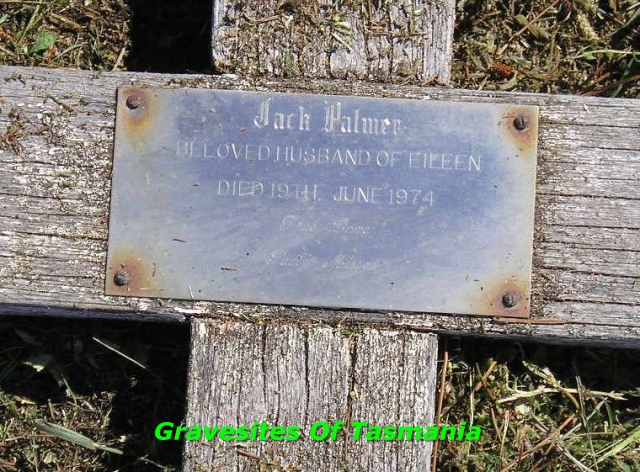 Jack Palmer
BELOVED HUSBAND OF EILEEN
DIED 19TH. JUNE 1974
Gravesites Of Tasmania